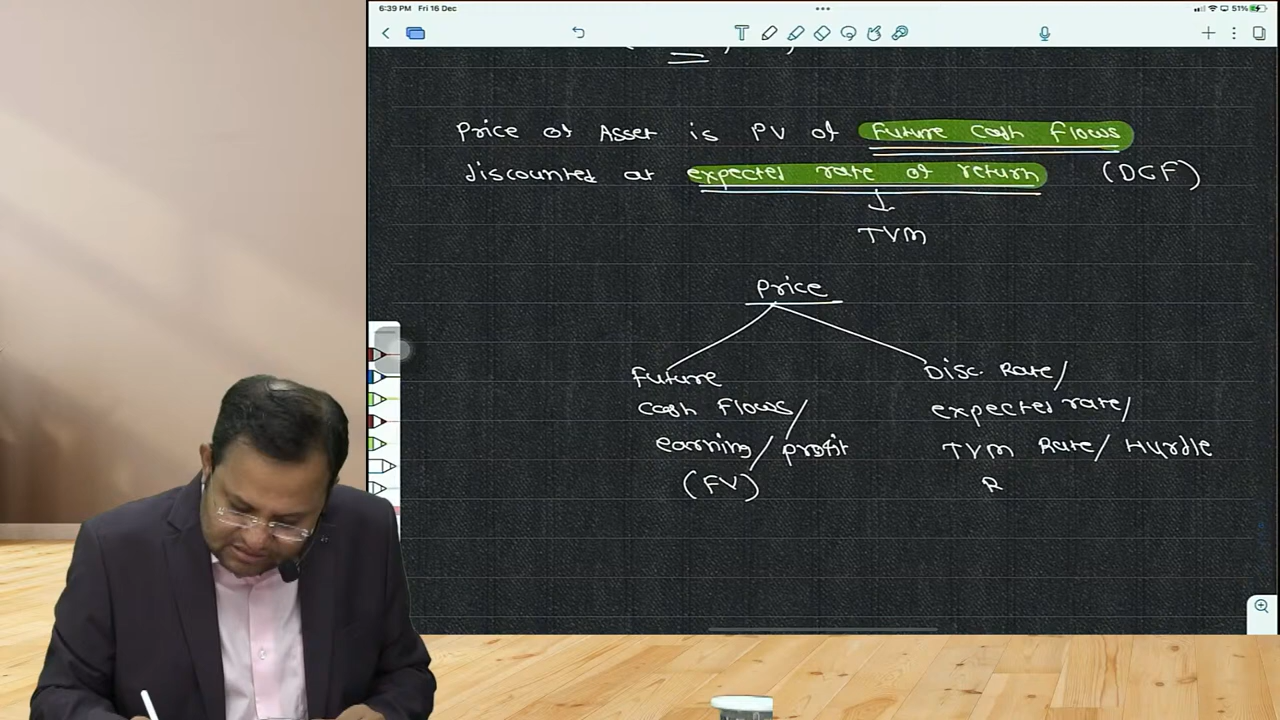 6:39 PM Fri 16 Dec
51%
Price of Asset is PV of Future Cash Flows
discounted at expected rate of return (DCF)
TVM
Price
Future
Cash Flows/
earning/ profit
(FV)
Disc. Rate/
expected rate/
TVM Rate/ Hurdle
R